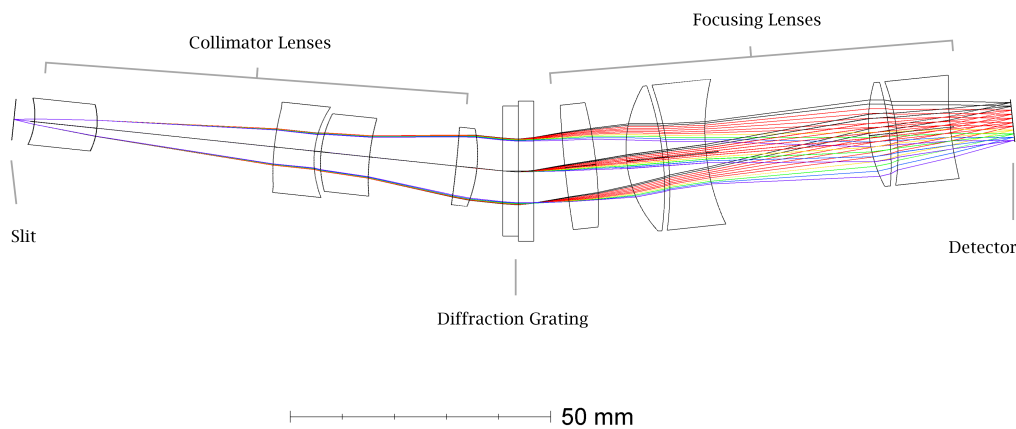 Focusing Lenses
Collimator Lenses
Slit
Detector
Diffraction Grating
50 mm